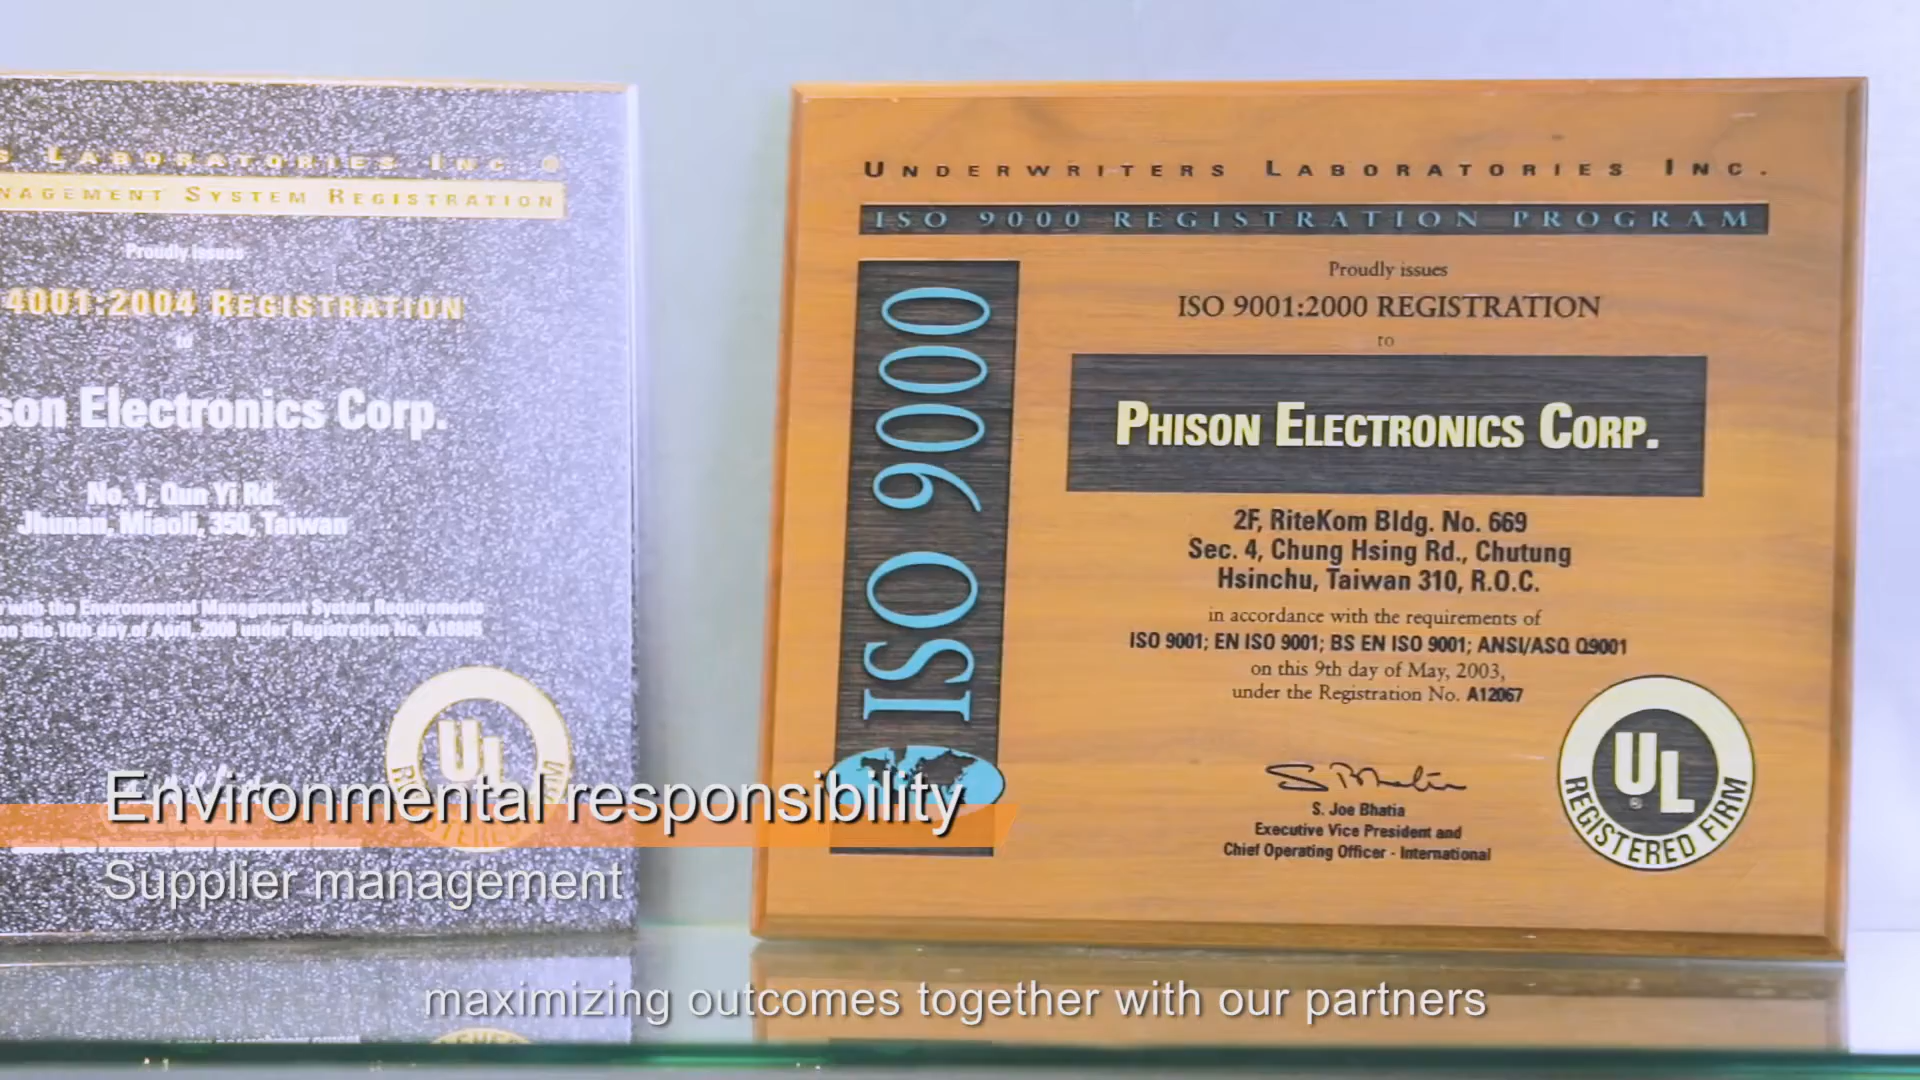 LABORATORIES INC.®
MANAGEMENT SYSTEM REGISTRATION
Proudly issues
4001:2004 REGISTRATION
to
son Electronics Corp.
No. 1, Qun Yi Rd.
Jhunan, Miaoli, 350, Taiwan
with the Environmental Management System Requirements
on this 10th day of April, under Registration No.
UL
UNDERWRITERS LABORATORIES INC.
ISO 9000 REGISTRATION PROGRAM
ISO 9000
Proudly issues
ISO 9001:2000 REGISTRATION
to
PHISON ELECTRONICS CORP.
2F, RiteKom Bldg. No. 669
Sec. 4, Chung Hsing Rd., Chutung
Hsinchu, Taiwan 310, R.O.C.
in accordance with the requirements of
ISO 9001; EN ISO 9001; BS EN ISO 9001; ANSI/ASQ Q9001
on this 9th day of May, 2003,
under the Registration No. A12067
S. Joe Bhatia
Executive Vice President and
Chief Operating Officer - International
UL
®
REGISTERED FIRM
Environmental responsibility
Supplier management
maximizing outcomes together with our partners